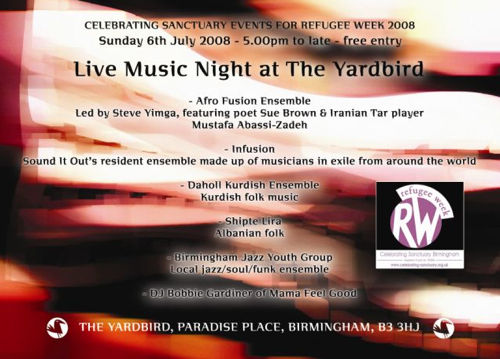 CELEBRATING SANCTUARY EVENTS FOR REFUGEE WEEK 2008
Sunday 6th July 2008 - 5.00pm to late - free entry
Live Music Night at The Yardbird
- Afro Fusion Ensemble
Led by Steve Yimga, featuring poet Sue Brown & Iranian Tar player
Mustafa Abassi-Zadeh
- Infusion
Sound It Out's resident ensemble made up of musicians in exile from around the world
- Daholl Kurdish Ensemble
Kurdish folk music
- Shipte Lira
Albanian folk
- Birmingham Jazz Youth Group
Local jazz/soul/funk ensemble
- DJ Bobbie Gardiner of Mama Feel Good
refugee week
RW
Celebrating Sanctuary Birmingham
www.celebrating-sanctuary.org.uk
THE YARDBIRD, PARADISE PLACE, BIRMINGHAM, B3 3HJ